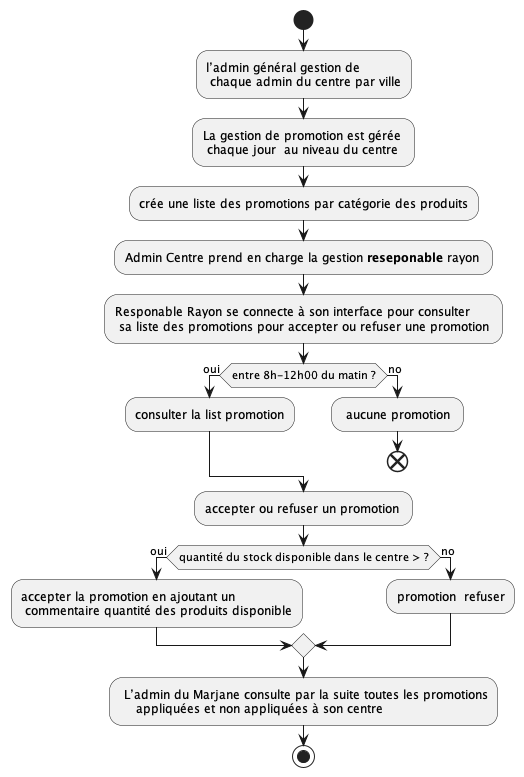 l'admin général gestion de
chaque admin du centre par ville
La gestion de promotion est gérée
chaque jour  au niveau du centre
crée une liste des promotions par catégorie des produits
Admin Centre prend en charge la gestion reseponable rayon
Responable Rayon se connecte à son interface pour consulter
sa liste des promotions pour accepter ou refuser une promotion
oui
entre 8h-12h00 du matin ?
no
consulter la list promotion
aucune promotion
accepter ou refuser un promotion
oui
quantité du stock disponible dans le centre > ?
no
accepter la promotion en ajoutant un
commentaire quantité des produits disponible
promotion  refuser
L'admin du Marjane consulte par la suite toutes les promotions
appliquées et non appliquées à son centre